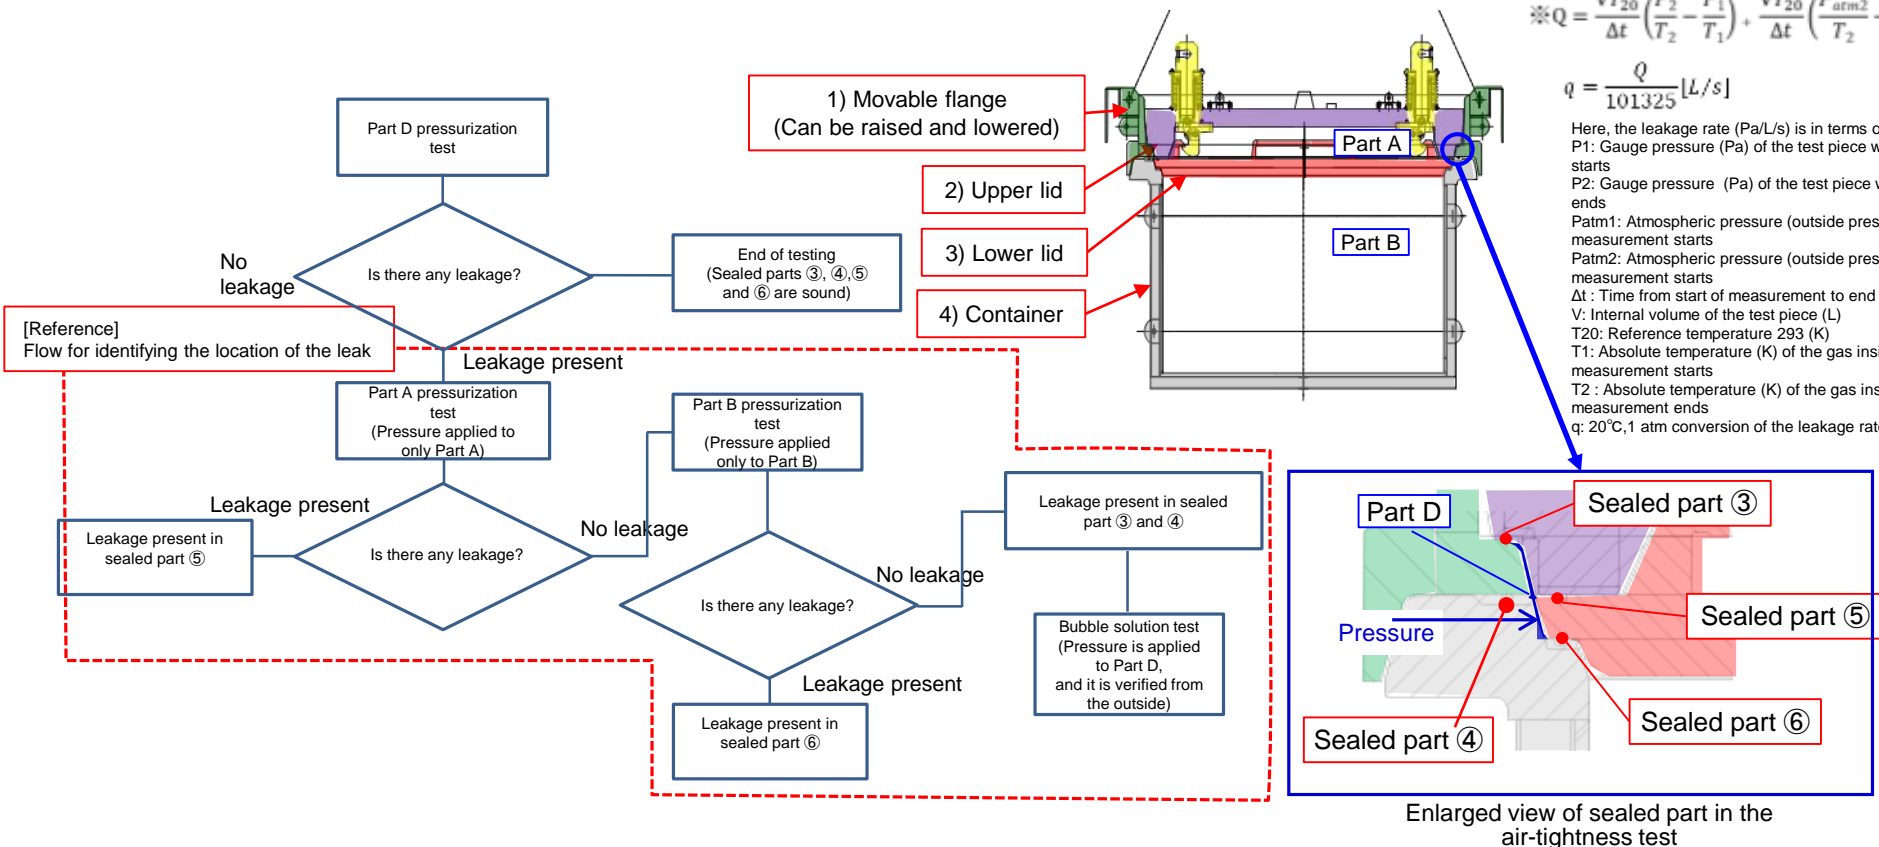 Part D pressurization
test
Is there any leakage?
No
leakage
End of testing
(Sealed parts ③, ④,⑤
and ⑥ are sound)
[Reference]
Flow for identifying the location of the leak
Leakage present
Part A pressurization
test
(Pressure applied to
only Part A)
Leakage present
Is there any leakage?
Leakage present in
sealed part ⑤
No leakage
Part B pressurization
test
(Pressure applied
only to Part B)
Is there any leakage?
No leakage
Leakage present
Leakage present in
sealed part ⑥
Leakage present in sealed
part ③ and ④
Bubble solution test
(Pressure is applied
to Part D,
and it is verified from
the outside)
1) Movable flange
(Can be raised and lowered)
2) Upper lid
3) Lower lid
4) Container
Part A
Part B
※Q = VT20/Δt (P2/T2 − P1/T1) + VT20/Δt (Patm2/T2 −
q = Q/101325 [L/s]
Here, the leakage rate (Pa/L/s) is in terms
P1: Gauge pressure (Pa) of the test piece
starts
P2: Gauge pressure (Pa) of the test piece
ends
Patm1: Atmospheric pressure (outside
measurement starts
Patm2: Atmospheric pressure (outside
measurement starts
Δt : Time from start of measurement to end
V: Internal volume of the test piece (L)
T20: Reference temperature 293 (K)
T1: Absolute temperature (K) of the gas
measurement starts
T2 : Absolute temperature (K) of the gas
measurement ends
q: 20℃,1 atm conversion of the leakage
Part D
Sealed part ③
Pressure
Sealed part ⑤
Sealed part ④
Sealed part ⑥
Enlarged view of sealed part in the
air-tightness test